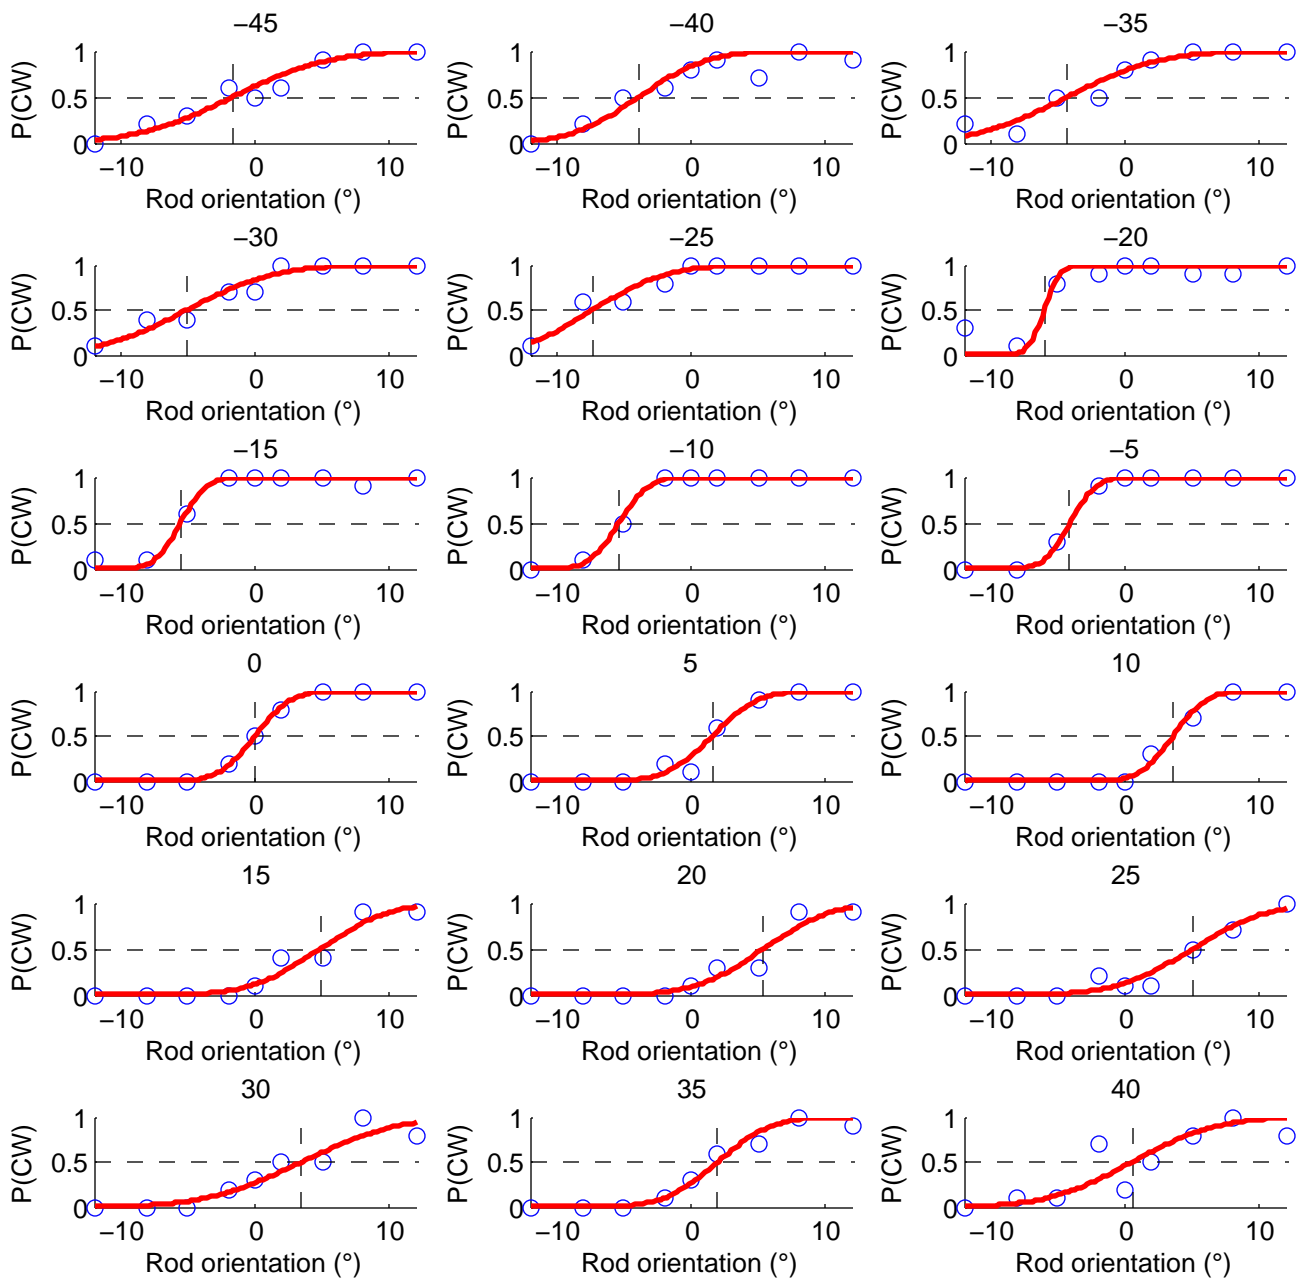 −45 −40 −35
P(CW) 1 0.5 0 P(CW) 1 0.5 0 P(CW) 1 0.5 0
−10 0 10 −10 0 10 −10 0 10
Rod orientation (°) Rod orientation (°) Rod orientation (°)
−30 −25 −20
P(CW) 1 0.5 0 P(CW) 1 0.5 0 P(CW) 1 0.5 0
−10 0 10 −10 0 10 −10 0 10
Rod orientation (°) Rod orientation (°) Rod orientation (°)
−15 −10 −5
P(CW) 1 0.5 0 P(CW) 1 0.5 0 P(CW) 1 0.5 0
−10 0 10 −10 0 10 −10 0 10
Rod orientation (°) Rod orientation (°) Rod orientation (°)
0 5 10
P(CW) 1 0.5 0 P(CW) 1 0.5 0 P(CW) 1 0.5 0
−10 0 10 −10 0 10 −10 0 10
Rod orientation (°) Rod orientation (°) Rod orientation (°)
15 20 25
P(CW) 1 0.5 0 P(CW) 1 0.5 0 P(CW) 1 0.5 0
−10 0 10 −10 0 10 −10 0 10
Rod orientation (°) Rod orientation (°) Rod orientation (°)
30 35 40
P(CW) 1 0.5 0 P(CW) 1 0.5 0 P(CW) 1 0.5 0
−10 0 10 −10 0 10 −10 0 10
Rod orientation (°) Rod orientation (°) Rod orientation (°)